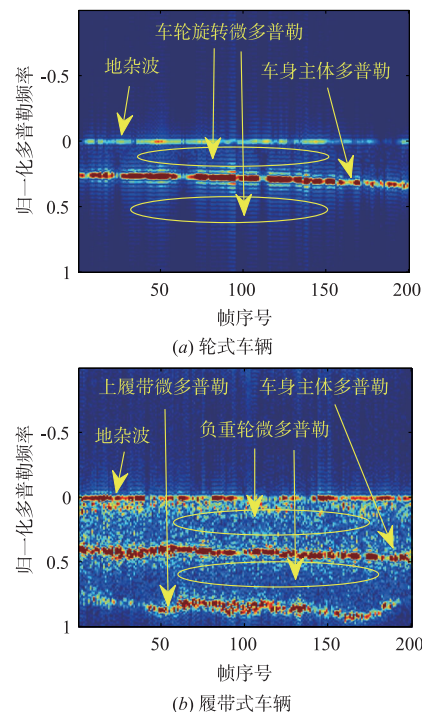 车轮旋转微多普勒
地杂波
车身主体多普勒
归一化多普勒频率
-0.5
0
0.5
1
50
100
150
200
帧序号
(a) 轮式车辆
上履带微多普勒
车身主体多普勒
地杂波
负重轮微多普勒
归一化多普勒频率
-0.5
0
0.5
1
0
50
100
150
200
帧序号
(b) 履带式车辆